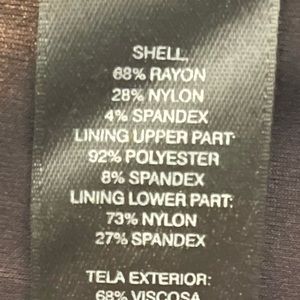 SHELL
68% RAYON
28% NYLON
4% SPANDEX
LINING UPPER PART:
92% POLYESTER
8% SPANDEX
LINING LOWER PART:
73% NYLON
27% SPANDEX
TELA EXTERIOR:
68% VISCOSA